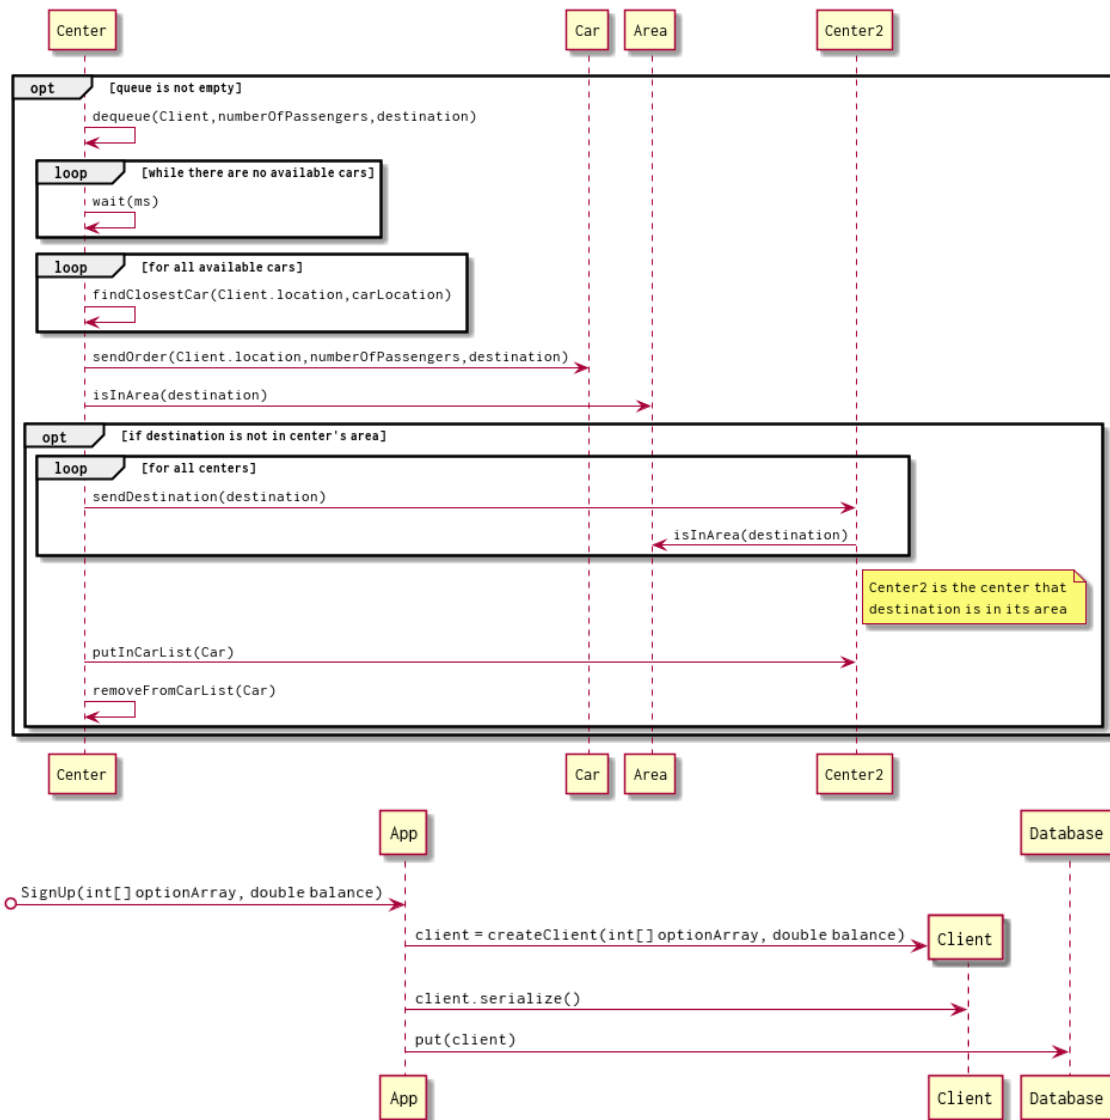 Center Car Area Center2
opt [queue is not empty]
dequeue(Client,numberOfPassengers,destination)
loop [while there are no available cars]
wait(ms)
loop [for all available cars]
findClosestCar(Client.location,carLocation)
sendOrder(Client.location,numberOfPassengers,destination)
isInArea(destination)
opt [if destination is not in center's area]
loop [for all centers]
sendDestination(destination)
isInArea(destination)
Center2 is the center that
destination is in its area
putInCarList(Car)
removeFromCarList(Car)
Center Car Area Center2
App Database
SignUp(int[] optionArray, double balance)
client = createClient(int[] optionArray, double balance) Client
client.serialize()
put(client)
App Client Database